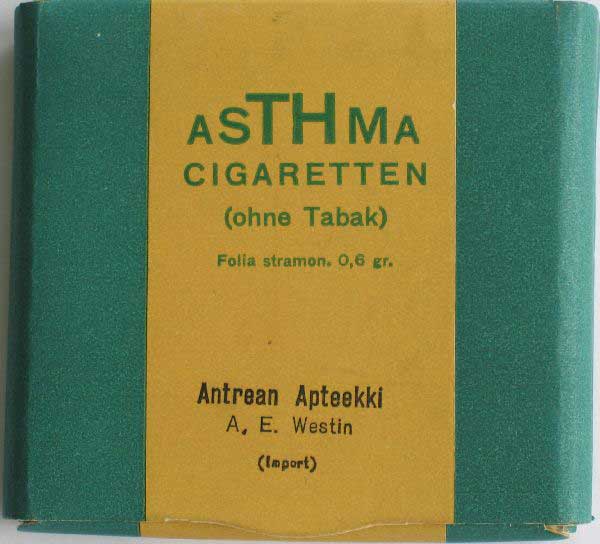 ASTHMA
CIGARETTEN
(ohne Tabak)
Folia stramon. 0,6 gr.
Antrean Apteekki
A. E. Westin
(Import)